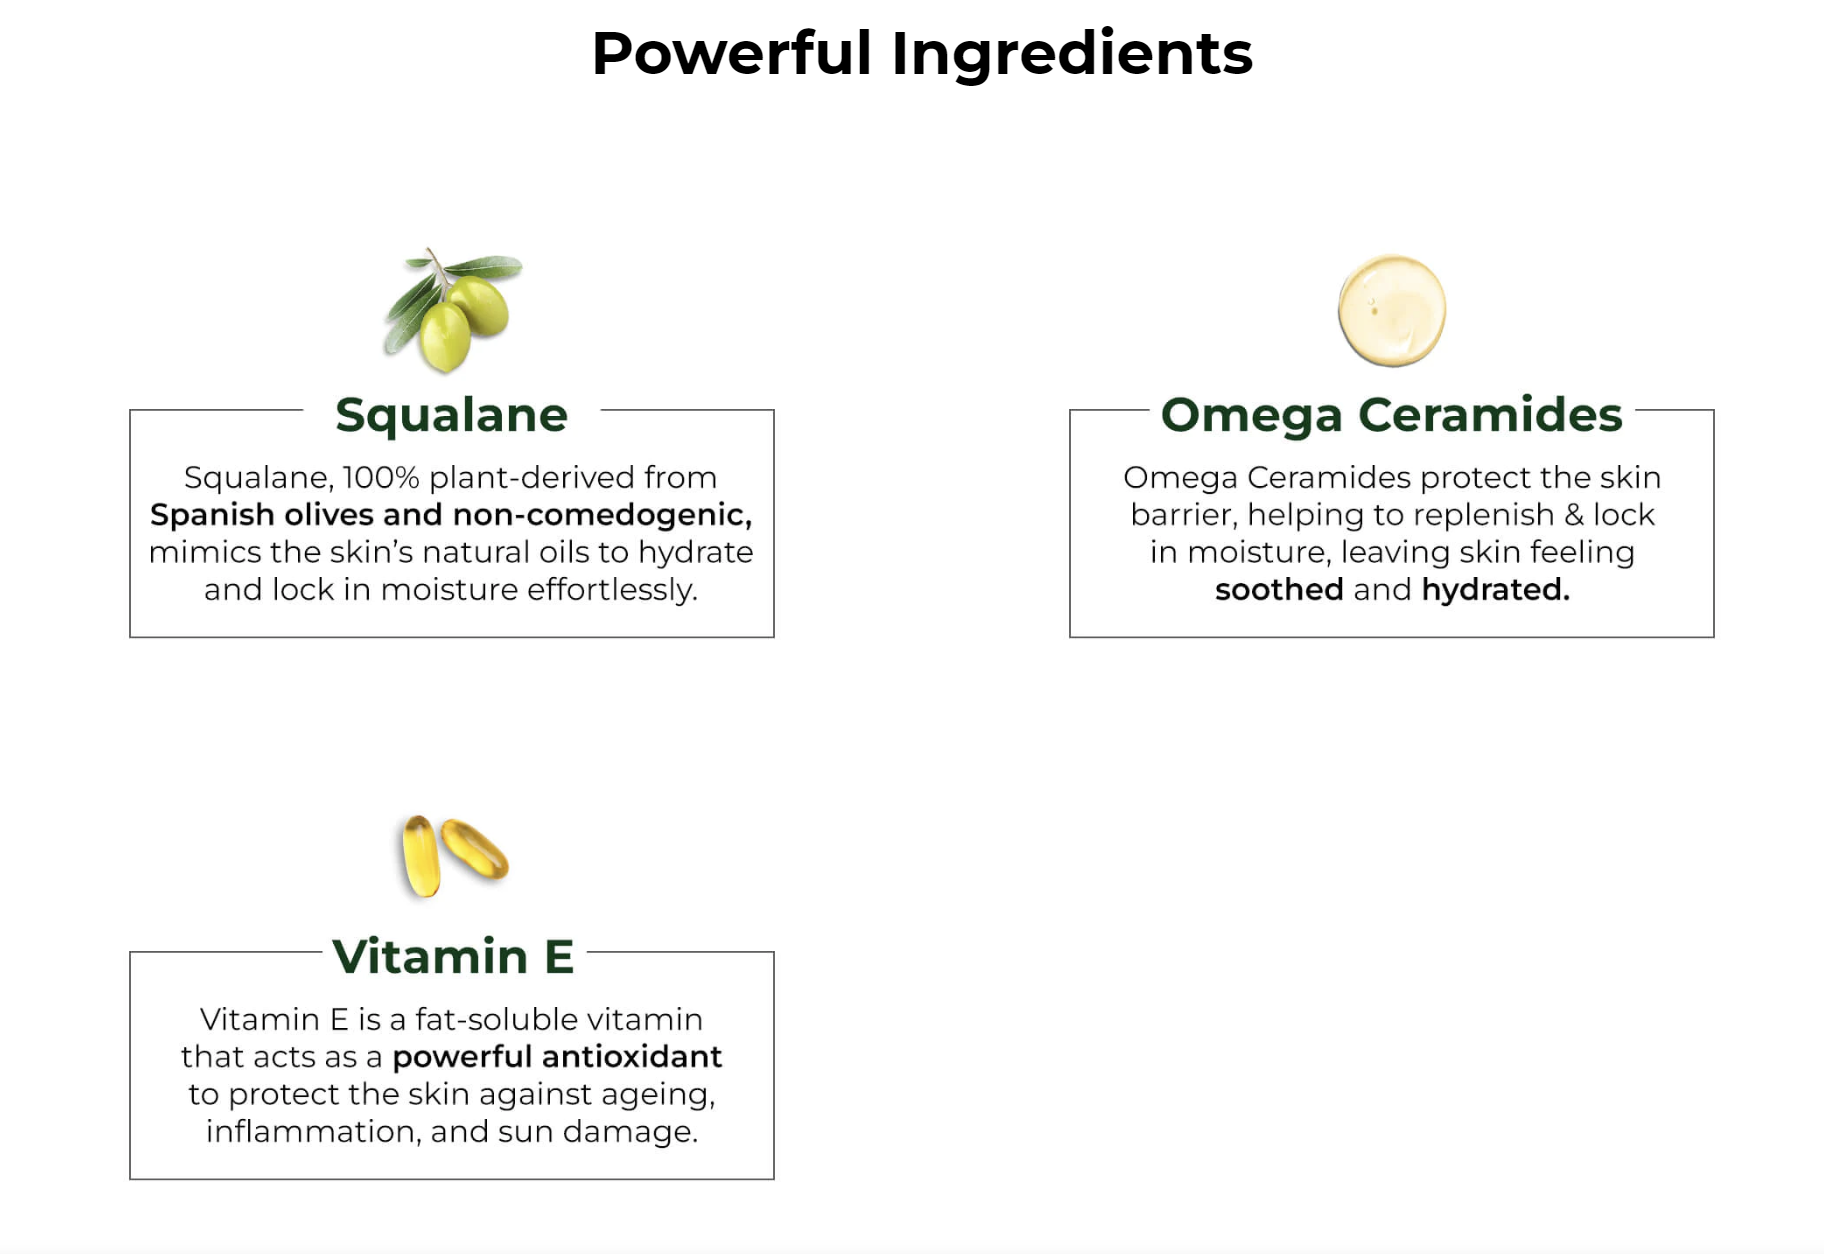 Powerful Ingredients
Squalane
Squalane, 100% plant-derived from
Spanish olives and non-comedogenic,
mimics the skin’s natural oils to hydrate
and lock in moisture effortlessly.
Omega Ceramides
Omega Ceramides protect the skin
barrier, helping to replenish & lock
in moisture, leaving skin feeling
soothed and hydrated.
Vitamin E
Vitamin E is a fat-soluble vitamin
that acts as a powerful antioxidant
to protect the skin against ageing,
inflammation, and sun damage.